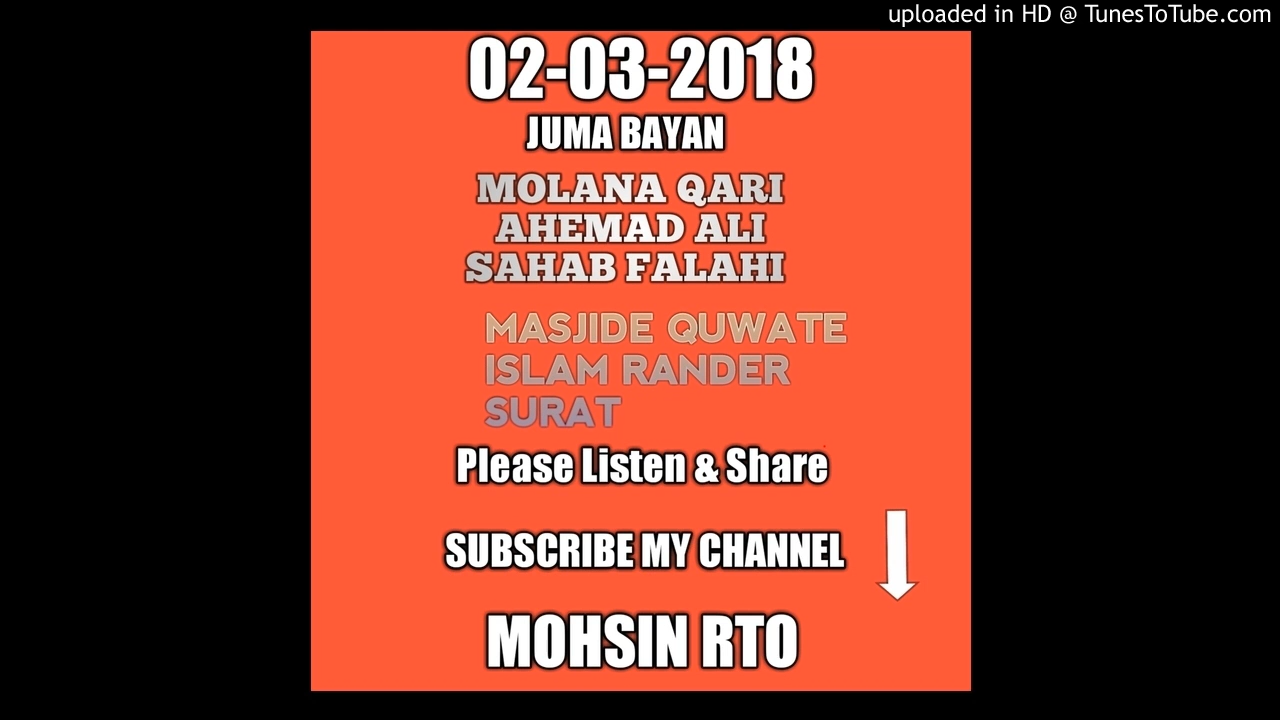 uploaded in HD @ TunesToTube.com
02-03-2018
JUMA BAYAN
MOLANA QARI
AHEMAD ALI
SAHAB FALAHI
MASJIDE QUWATE
ISLAM RANDER
SURAT
Please Listen & Share
SUBSCRIBE MY CHANNEL
MOHSIN RTO